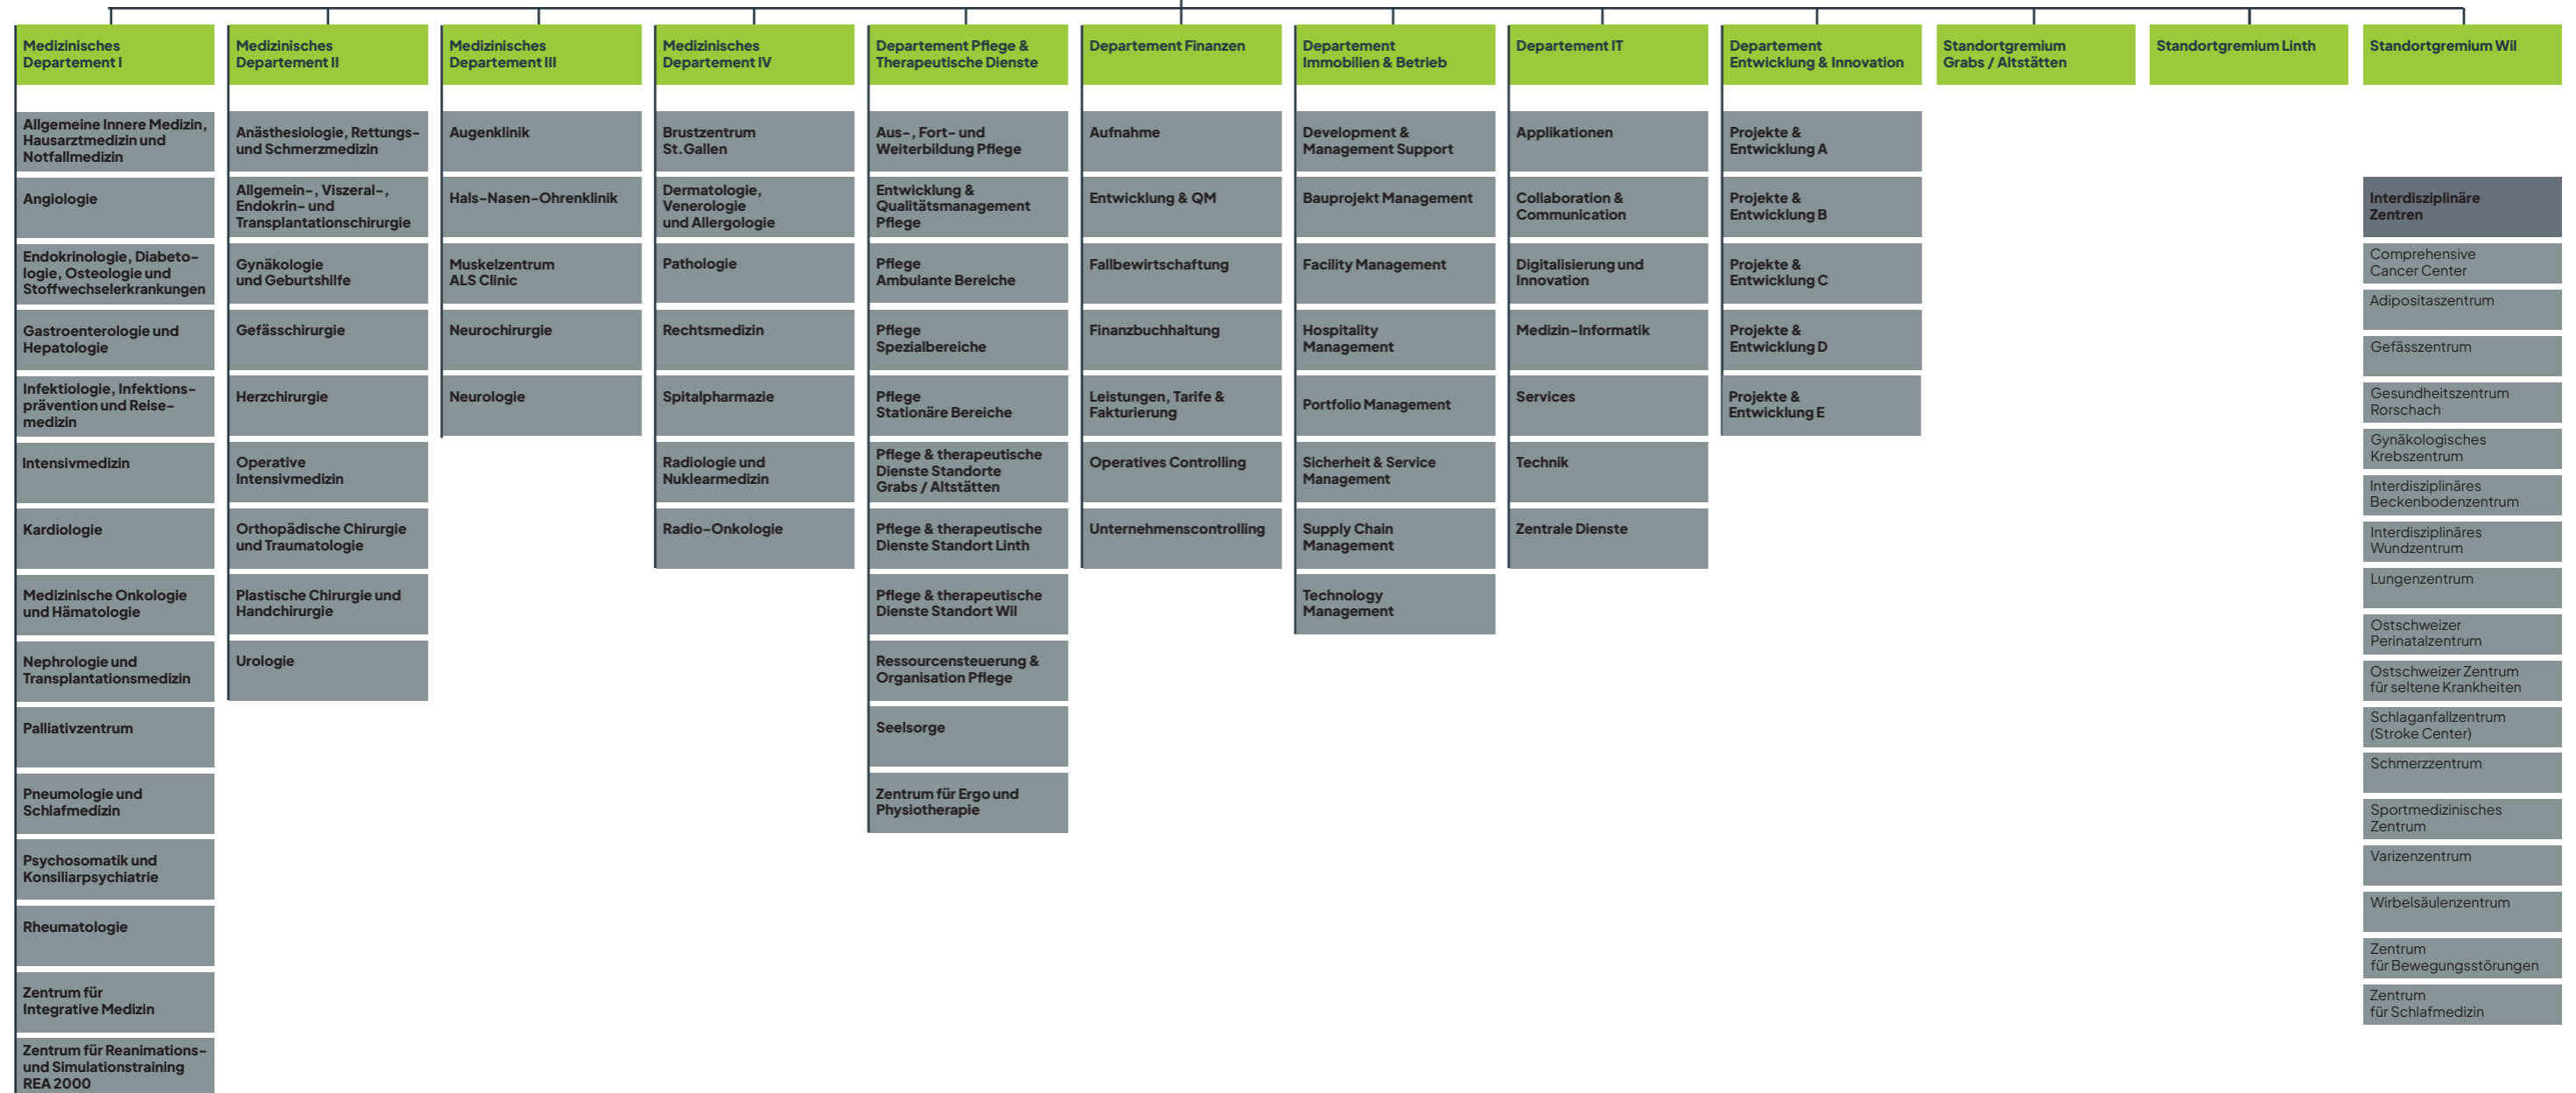 Medizinisches
Departement I
Allgemeine Innere Medizin,
Hausarztmedizin und
Notfallmedizin
Angiologie
Endokrinologie, Diabeto-
logie, Osteologie und
Stoffwechselerkrankungen
Gastroenterologie und
Hepatologie
Infektiologie, Infektions-
prävention und Reise-
medizin
Intensivmedizin
Kardiologie
Medizinische Onkologie
und Hämatologie
Nephrologie und
Transplantationsmedizin
Palliativzentrum
Pneumologie und
Schlafmedizin
Psychosomatik und
Konsiliarpsychiatrie
Rheumatologie
Zentrum für
Integrative Medizin
Zentrum für Reanimations-
und Simulationstraining
REA 2000
Medizinisches
Departement II
Anästhesiologie, Rettungs-
und Schmerzmedizin
Allgemein-, Viszeral-,
Endokrin- und
Transplantationschirurgie
Gynäkologie
und Geburtshilfe
Gefässchirurgie
Herzchirurgie
Operative
Intensivmedizin
Orthopädische Chirurgie
und Traumatologie
Plastische Chirurgie und
Handchirurgie
Urologie
Medizinisches
Departement III
Augenklinik
Hals-Nasen-Ohrenklinik
Muskelzentrum
ALS Clinic
Neurochirurgie
Neurologie
Medizinisches
Departement IV
Brustzentrum
St.Gallen
Dermatologie,
Venerologie
und Allergologie
Pathologie
Rechtsmedizin
Spitalpharmazie
Radiologie und
Nuklearmedizin
Radio-Onkologie
Departement Pflege &
Therapeutische Dienste
Aus-, Fort- und
Weiterbildung Pflege
Entwicklung &
Qualitätsmanagement
Pflege
Pflege
Ambulante Bereiche
Pflege
Spezialbereiche
Pflege
Stationäre Bereiche
Pflege & therapeutische
Dienste Standorte
Grabs / Altstätten
Pflege & therapeutische
Dienste Standort Linth
Pflege & therapeutische
Dienste Standort Wil
Ressourcensteuerung &
Organisation Pflege
Seelsorge
Zentrum für Ergo und
Physiotherapie
Departement Finanzen
Aufnahme
Entwicklung & QM
Fallbewirtschaftung
Finanzbuchhaltung
Leistungen, Tarife &
Fakturierung
Operatives Controlling
Unternehmenscontrolling
Departement
Immobilien & Betrieb
Development &
Management Support
Bauprojekt Management
Facility Management
Hospitality
Management
Portfolio Management
Sicherheit & Service
Management
Supply Chain
Management
Technology
Management
Departement IT
Applikationen
Collaboration &
Communication
Digitalisierung und
Innovation
Medizin-Informatik
Services
Technik
Zentrale Dienste
Departement
Entwicklung & Innovation
Projekte &
Entwicklung A
Projekte &
Entwicklung B
Projekte &
Entwicklung C
Projekte &
Entwicklung D
Projekte &
Entwicklung E
Standortgremium
Grabs / Altstätten
Standortgremium Linth
Standortgremium Wil
Interdisziplinäre
Zentren
Comprehensive
Cancer Center
Adipositaszentrum
Gefässzentrum
Gesundheitszentrum
Rorschach
Gynäkologisches
Krebszentrum
Interdisziplinäres
Beckenbodenzentrum
Interdisziplinäres
Wundzentrum
Lungenzentrum
Ostschweizer
Perinatalzentrum
Ostschweizer Zentrum
für seltene Krankheiten
Schlaganfallzentrum
(Stroke Center)
Schmerzzentrum
Sportmedizinisches
Zentrum
Varizenzentrum
Wirbelsäulenzentrum
Zentrum
für Bewegungsstörungen
Zentrum
für Schlafmedizin